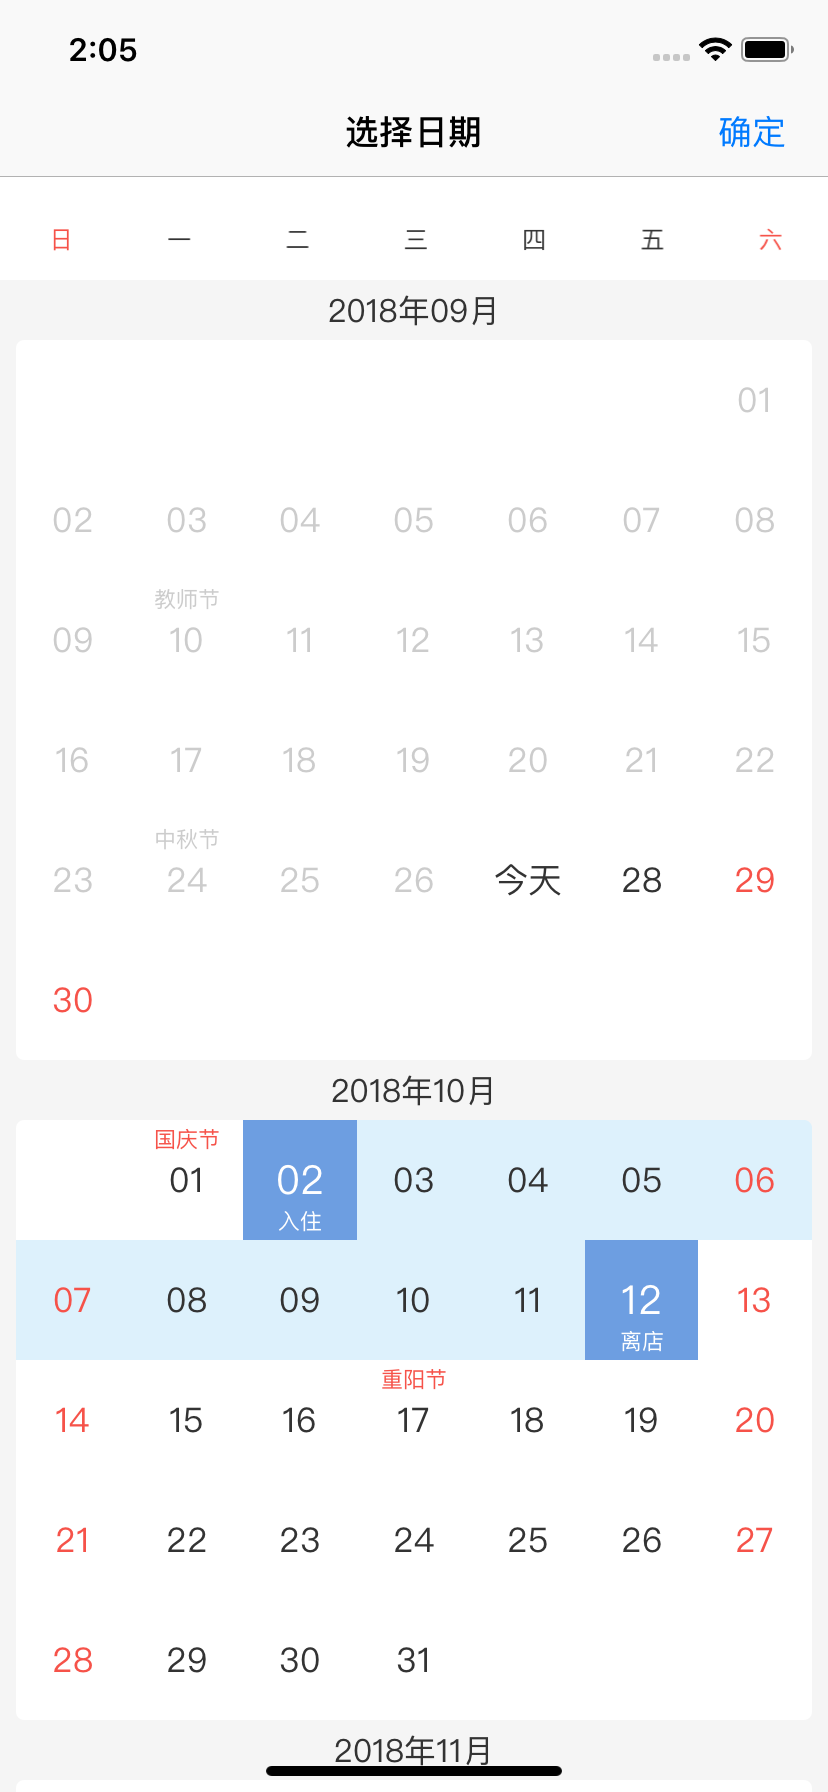 2:05
选择日期 确定
日 一 二 三 四 五 六
2018年09月
01
02 03 04 05 06 07 08
教师节
09 10 11 12 13 14 15
16 17 18 19 20 21 22
中秋节
23 24 25 26 今天 28 29
30
2018年10月
国庆节
01 02 03 04 05 06
入住
07 08 09 10 11 12 13
离店
重阳节
14 15 16 17 18 19 20
21 22 23 24 25 26 27
28 29 30 31
2018年11月